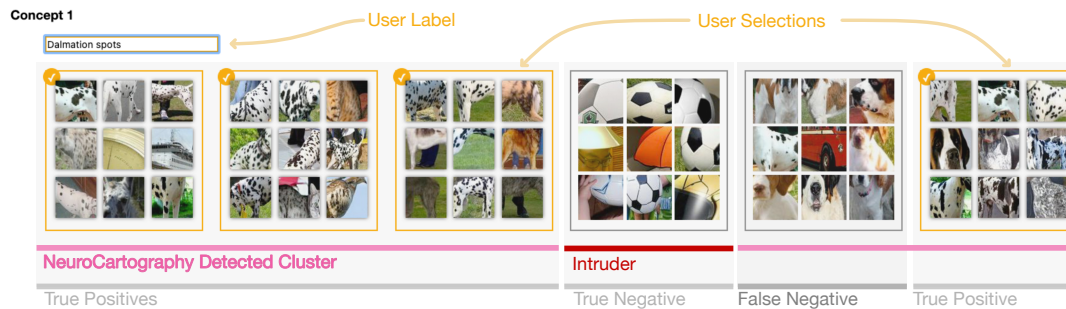 Concept 1
User Label
User Selections
Dalmation spots
NeuroCartography Detected Cluster
Intruder
True Positives
True Negative
False Negative
True Positive